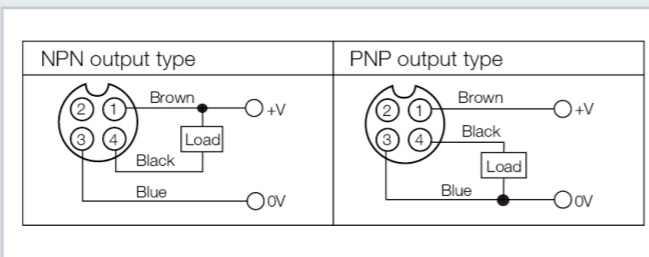 NPN output type
PNP output type
2 1 Brown +V
3 4 Load
Black
Blue 0V
2 1 Brown +V
3 4 Black
Load
Blue 0V